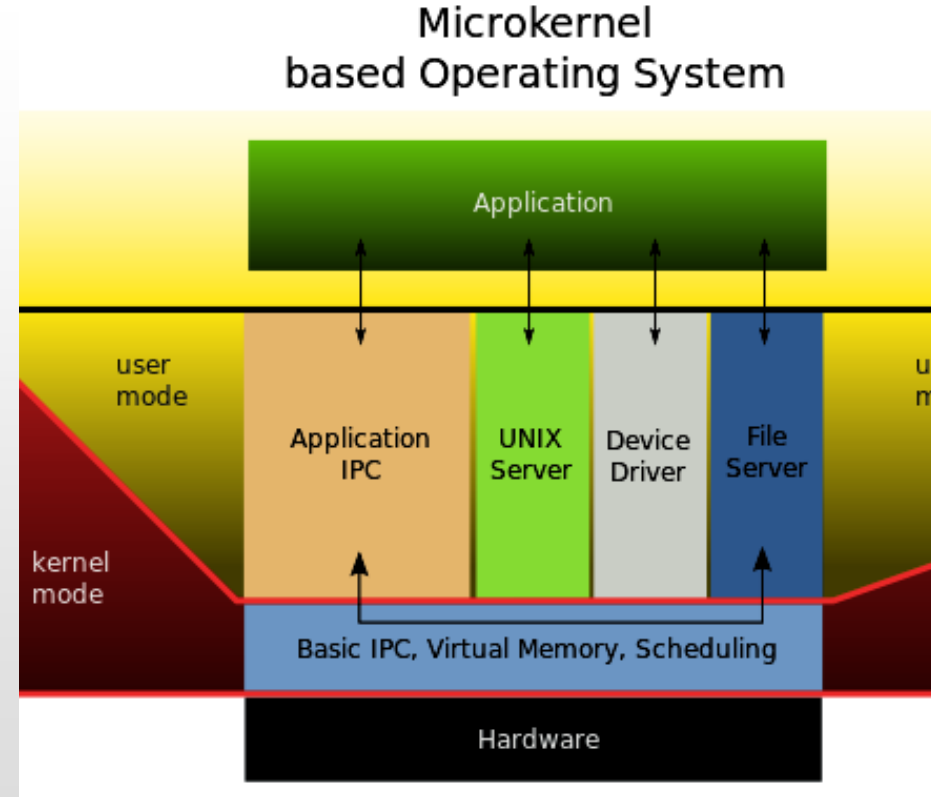 Microkernel
based Operating System
Application
user
mode
u
m
Application
IPC
UNIX
Server
Device
Driver
File
Server
kernel
mode
Basic IPC, Virtual Memory, Scheduling
Hardware